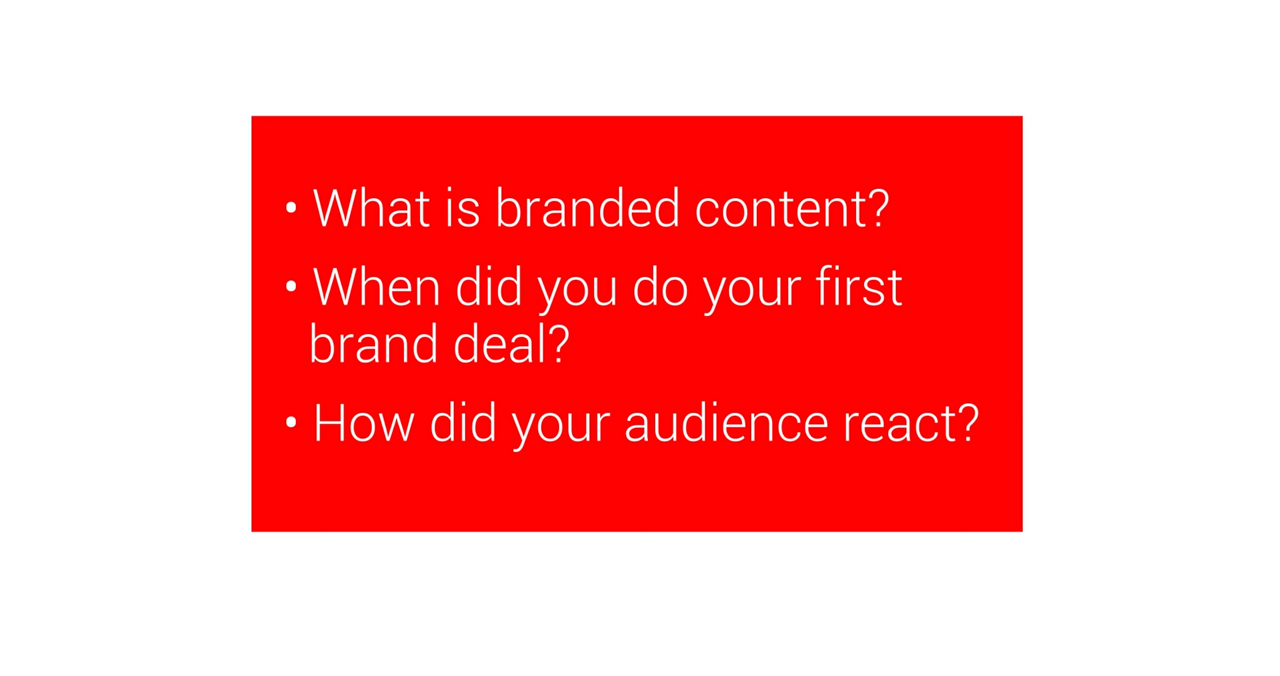 • What is branded content?
• When did you do your first
brand deal?
• How did your audience react?